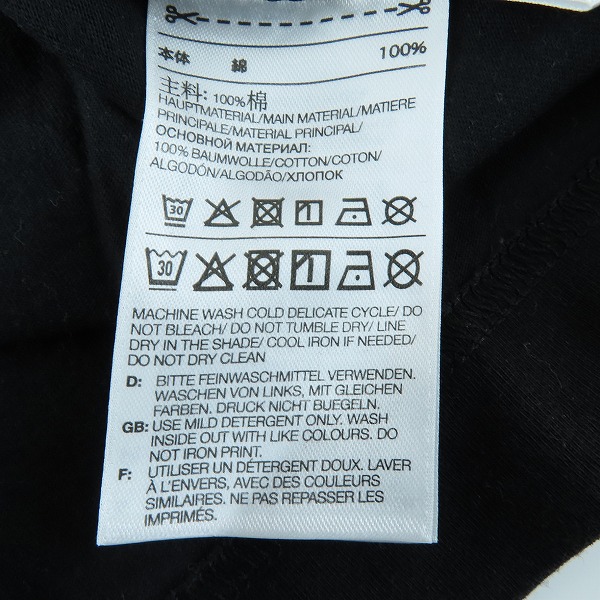 本体 綿 100%
主料: 100%棉
HAUPTMATERIAL/MAIN MATERIAL/MATIERE
PRINCIPALE/MATERIAL PRINCIPAL/
ОСНОВНОЙ МАТЕРИАЛ:
100% BAUMWOLLE/COTTON/COTON/
ALGODÓN/ALGODÃO/ХЛОПОК
30
30
MACHINE WASH COLD DELICATE CYCLE/ DO
NOT BLEACH/ DO NOT TUMBLE DRY/ LINE
DRY IN THE SHADE/ COOL IRON IF NEEDED/
DO NOT DRY CLEAN
D: BITTE FEINWASCHMITTEL VERWENDEN.
WASCHEN VON LINKS, MIT GLEICHEN
FARBEN. DRUCK NICHT BUEGELN.
GB: USE MILD DETERGENT ONLY. WASH
INSIDE OUT WITH LIKE COLOURS. DO
NOT IRON PRINT.
F: UTILISER UN DÉTERGENT DOUX. LAVER
À L'ENVERS, AVEC DES COULEURS
SIMILAIRES. NE PAS REPASSER LES
IMPRIMÉS.